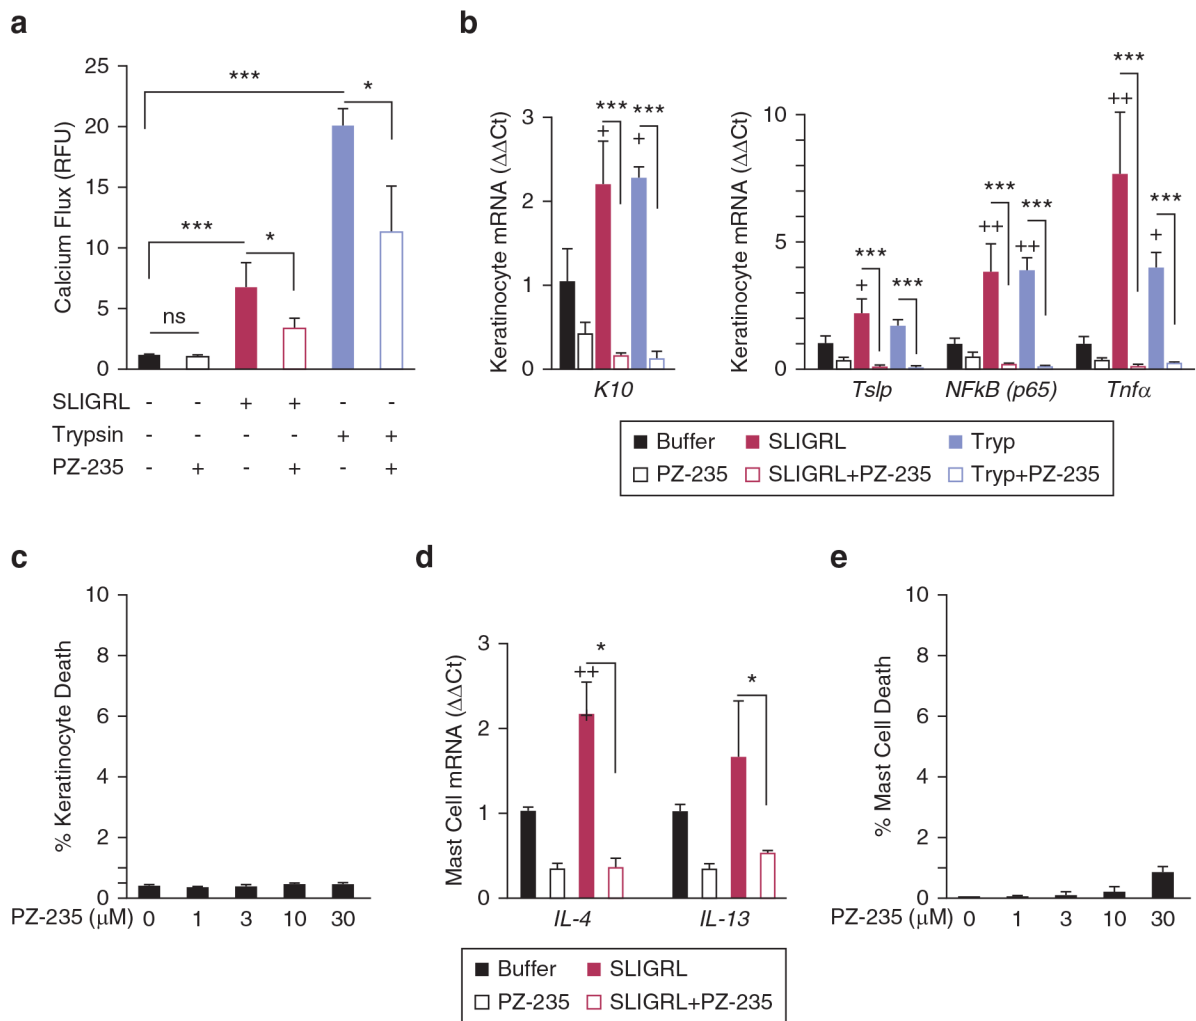 a
Calcium Flux (RFU)
25
20
15
10
5
0
***
*
***
*
ns
SLIGRL - - + + - -
Trypsin - - - - + +
PZ-235 - + - + - +
b
Keratinocyte mRNA (ΔΔCt)
3
2
1
0
*** ***
+ +
K10
Keratinocyte mRNA (ΔΔCt)
10
5
0
***
++
*** ***
++ ++
***
+
***
+
***
Tslp NFkB (p65) Tnfα
Buffer SLIGRL Tryp
PZ-235 SLIGRL+PZ-235 Tryp+PZ-235
c
% Keratinocyte Death
10
8
6
4
2
0
PZ-235 (μM) 0 1 3 10 30
d
Mast Cell mRNA (ΔΔCt)
3
2
1
0
*
++
+
*
IL-4 IL-13
Buffer SLIGRL
PZ-235 SLIGRL+PZ-235
e
% Mast Cell Death
10
8
6
4
2
0
PZ-235 (μM) 0 1 3 10 30